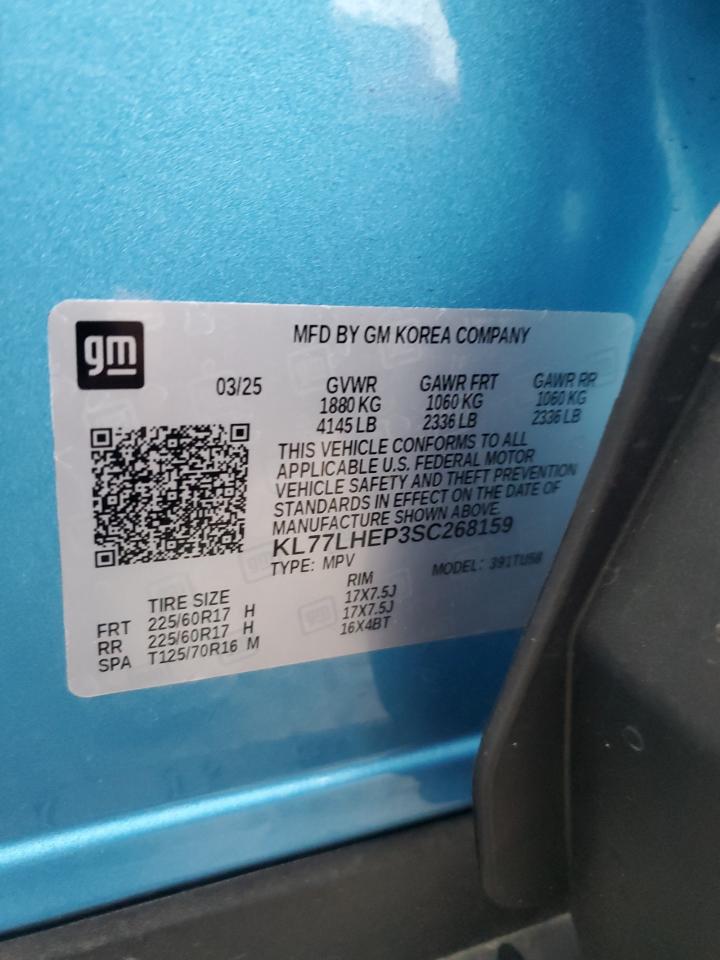 gm
MFD BY GM KOREA COMPANY
03/25 GVWR GAWR FRT GAWR RR
1880 KG 1060 KG 1060 KG
4145 LB 2336 LB 2336 LB
THIS VEHICLE CONFORMS TO ALL
APPLICABLE U.S. FEDERAL MOTOR
VEHICLE SAFETY AND THEFT PREVENTION
STANDARDS IN EFFECT ON THE DATE OF
MANUFACTURE SHOWN ABOVE.
KL77LHEP3SC268159
TYPE: MPV MODEL: 391TU58
TIRE SIZE RIM
FRT 225/60R17 H 17X7.5J
RR 225/60R17 H 17X7.5J
SPA T125/70R16 M 16X4BT